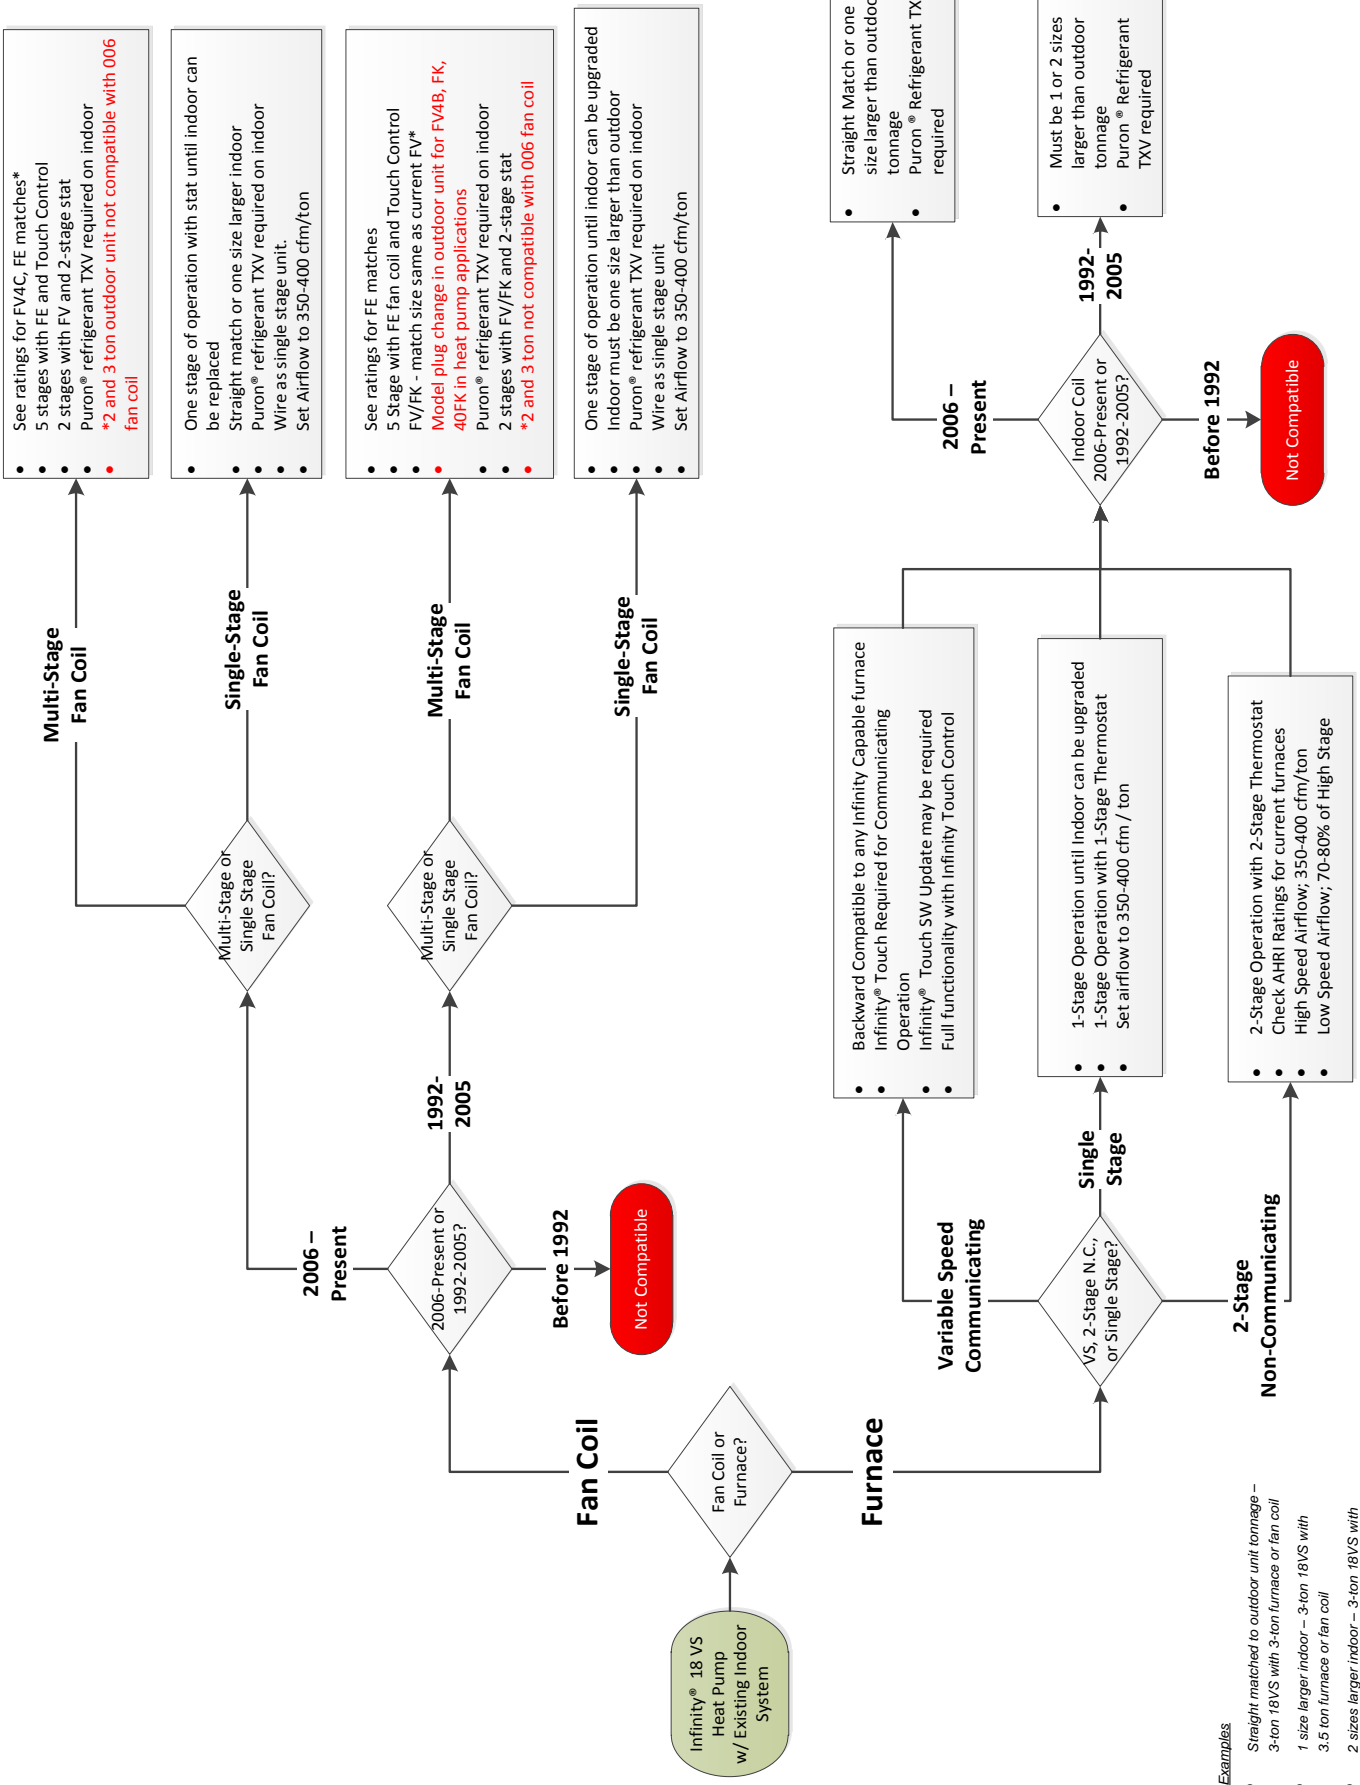 Infinity® 18 VS
Heat Pump
w/ Existing Indoor
System
Fan Coil or
Furnace?
Fan Coil
2006-Present or
1992-2005?
2006 –
Present
Multi-Stage or
Single Stage
Fan Coil?
Multi-Stage
Fan Coil
• See ratings for FV4C, FE matches*
• 5 stages with FE and Touch Control
• 2 stages with FV and 2-stage stat
• Puron® refrigerant TXV required on indoor
• *2 and 3 ton outdoor unit not compatible with 006
fan coil
Single-Stage
Fan Coil
• One stage of operation with stat until indoor can
be replaced
• Straight match or one size larger indoor
• Puron® refrigerant TXV required on indoor
• Wire as single stage unit.
• Set Airflow to 350-400 cfm/ton
1992-
2005
Multi-Stage or
Single Stage
Fan Coil?
Multi-Stage
Fan Coil
• See ratings for FE matches
• 5 Stage with FE fan coil and Touch Control
• FV/FK - match size same as current FV*
• Model plug change in outdoor unit for FV4B, FK,
40FK in heat pump applications
• Puron® refrigerant TXV required on indoor
• 2 stages with FV/FK and 2-stage stat
• *2 and 3 ton not compatible with 006 fan coil
Single-Stage
Fan Coil
• One stage of operation until indoor can be upgraded
• Indoor must be one size larger than outdoor
• Puron® refrigerant TXV required on indoor
• Wire as single stage unit
• Set Airflow to 350-400 cfm/ton
Before 1992
Not Compatible
Furnace
VS, 2-Stage N.C.,
or Single Stage?
Variable Speed
Communicating
• Backward Compatible to any Infinity Capable furnace
• Infinity® Touch Required for Communicating
Operation
• Infinity® Touch SW Update may be required
• Full functionality with Infinity Touch Control
Single
Stage
• 1-Stage Operation until Indoor can be upgraded
• 1-Stage Operation with 1-Stage Thermostat
• Set airflow to 350-400 cfm / ton
2-Stage
Non-Communicating
• 2-Stage Operation with 2-Stage Thermostat
• Check AHRI Ratings for current furnaces
• High Speed Airflow; 350-400 cfm/ton
• Low Speed Airflow; 70-80% of High Stage
Indoor Coil
2006-Present or
1992-2005?
2006 –
Present
• Straight Match or one
size larger than
tonnage
• Puron ® Refrigerant
required
1992-
2005
• Must be 1 or 2 sizes
larger than outdoor
tonnage
• Puron ® Refrigerant
TXV required
Before 1992
Not Compatible
Examples
• Straight matched to outdoor unit tonnage –
3-ton 18VS with 3-ton furnace or fan coil
• 1 size larger indoor – 3-ton 18VS with
3.5 ton furnace or fan coil
• 2 sizes larger indoor – 3-ton 18VS with